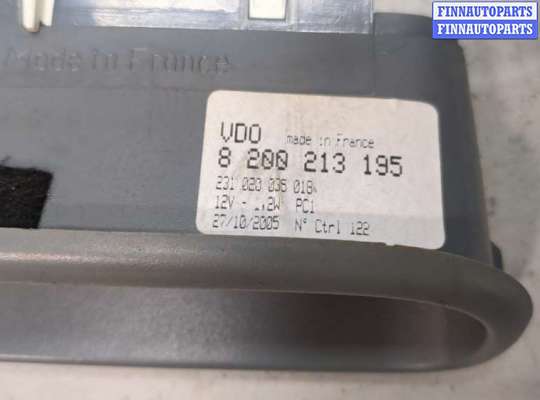 FINNAUTOPARTS
FINNAUTOPARTS
Made in France
VDO made in France
8 200 213 195
231 020 036 018
12V - 1,2W PC1
27/10/2005 N° Ctrl 122